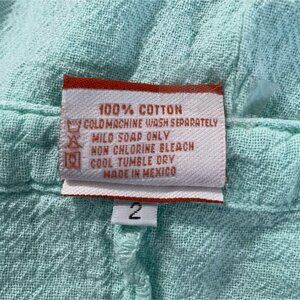 100% COTTON
COLD MACHINE WASH SEPARATELY
MILD SOAP ONLY
NON CHLORINE BLEACH
COOL TUMBLE DRY
MADE IN MEXICO
2